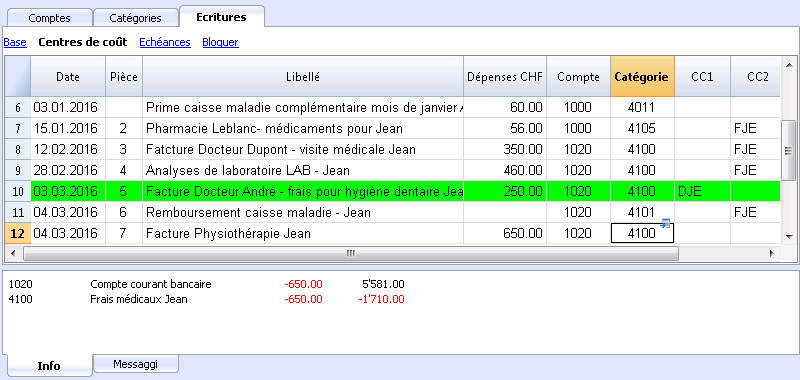 Comptes Catégories Ecritures
Base Centres de coût Echéances Bloquer
Date Pièce Libellé Dépenses CHF Compte Catégorie CC1 CC2
6 03.01.2016 Prime caisse maladie complémentaire mois de janvier A 60.00 1000 4011
7 15.01.2016 2 Pharmacie Leblanc- médicaments pour Jean 56.00 1000 4105 FJE
8 12.02.2016 3 Fatcture Docteur Dupont - visite médicale Jean 350.00 1020 4100 FJE
9 28.02.2016 4 Analyses de laboratoire LAB - Jean 460.00 1020 4100 FJE
10 03.03.2016 5 Facture Docteur André - frais pour hygiène dentaire Jea 250.00 1020 4100 DJE
11 04.03.2016 6 Remboursement caisse maladie - Jean 1020 4101 FJE
12 04.03.2016 7 Facture Physiothérapie Jean 650.00 1020 4100
1020 Compte courant bancaire -650.00 5'581.00
4100 Frais médicaux Jean -650.00 -1'710.00
Info Messaggi